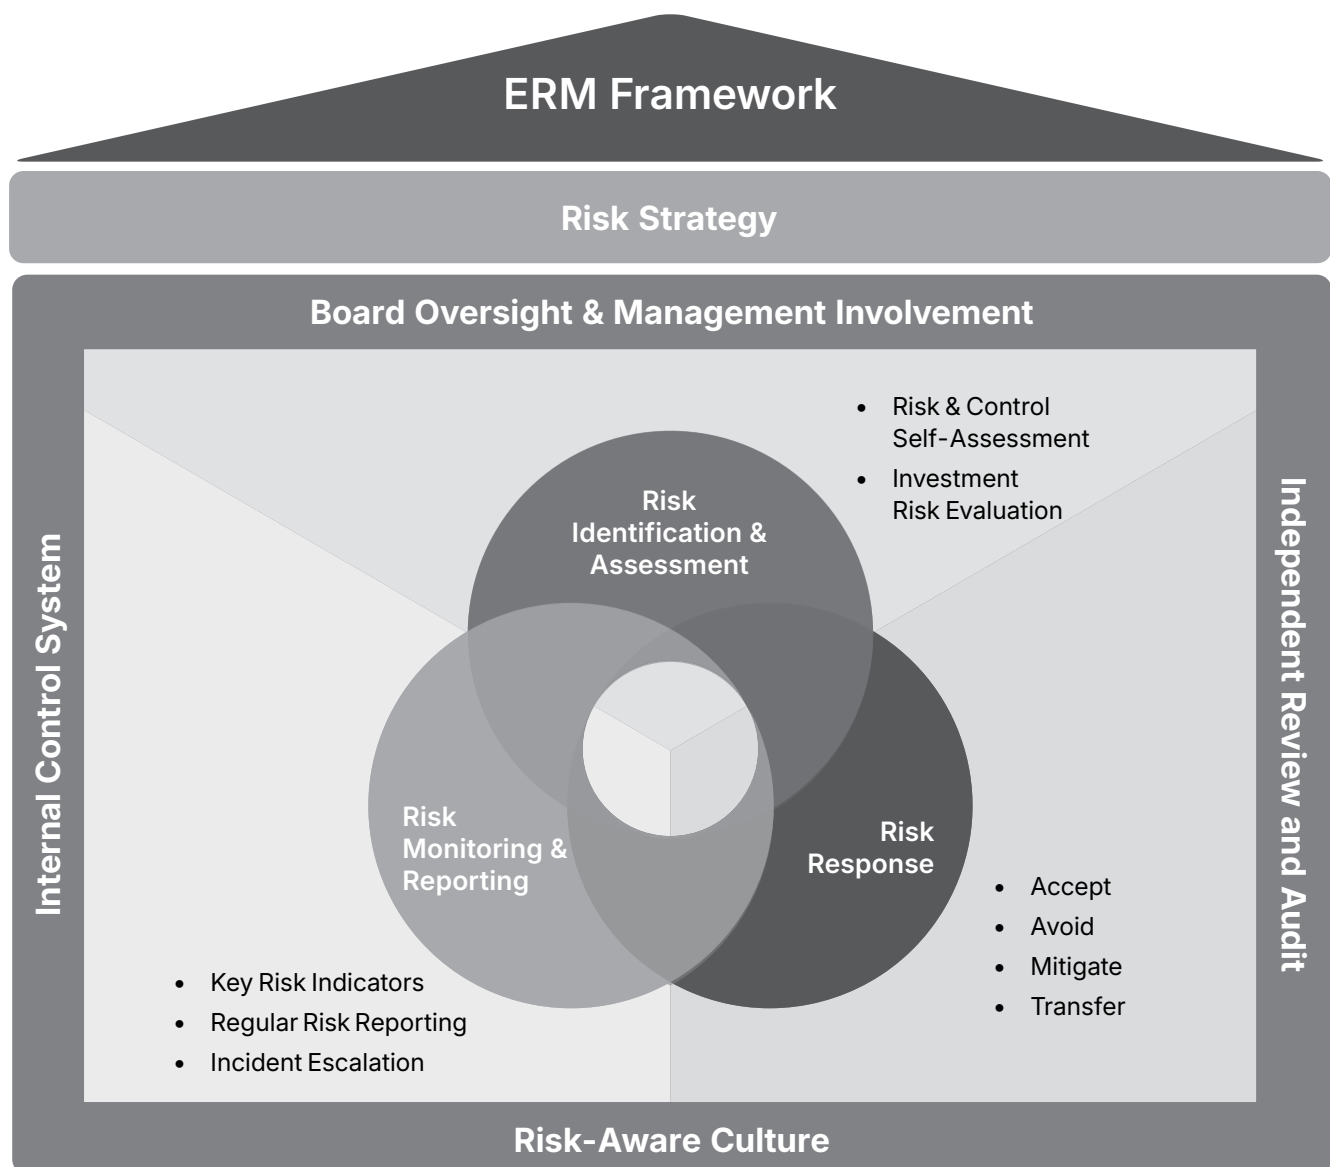 ERM Framework
Risk Strategy
Board Oversight & Management Involvement
Internal Control System
Risk
Identification &
Assessment
• Risk & Control
Self-Assessment
• Investment
Risk Evaluation
Risk
Monitoring &
Reporting
• Key Risk Indicators
• Regular Risk Reporting
• Incident Escalation
Risk
Response
• Accept
• Avoid
• Mitigate
• Transfer
Independent Review and Audit
Risk-Aware Culture